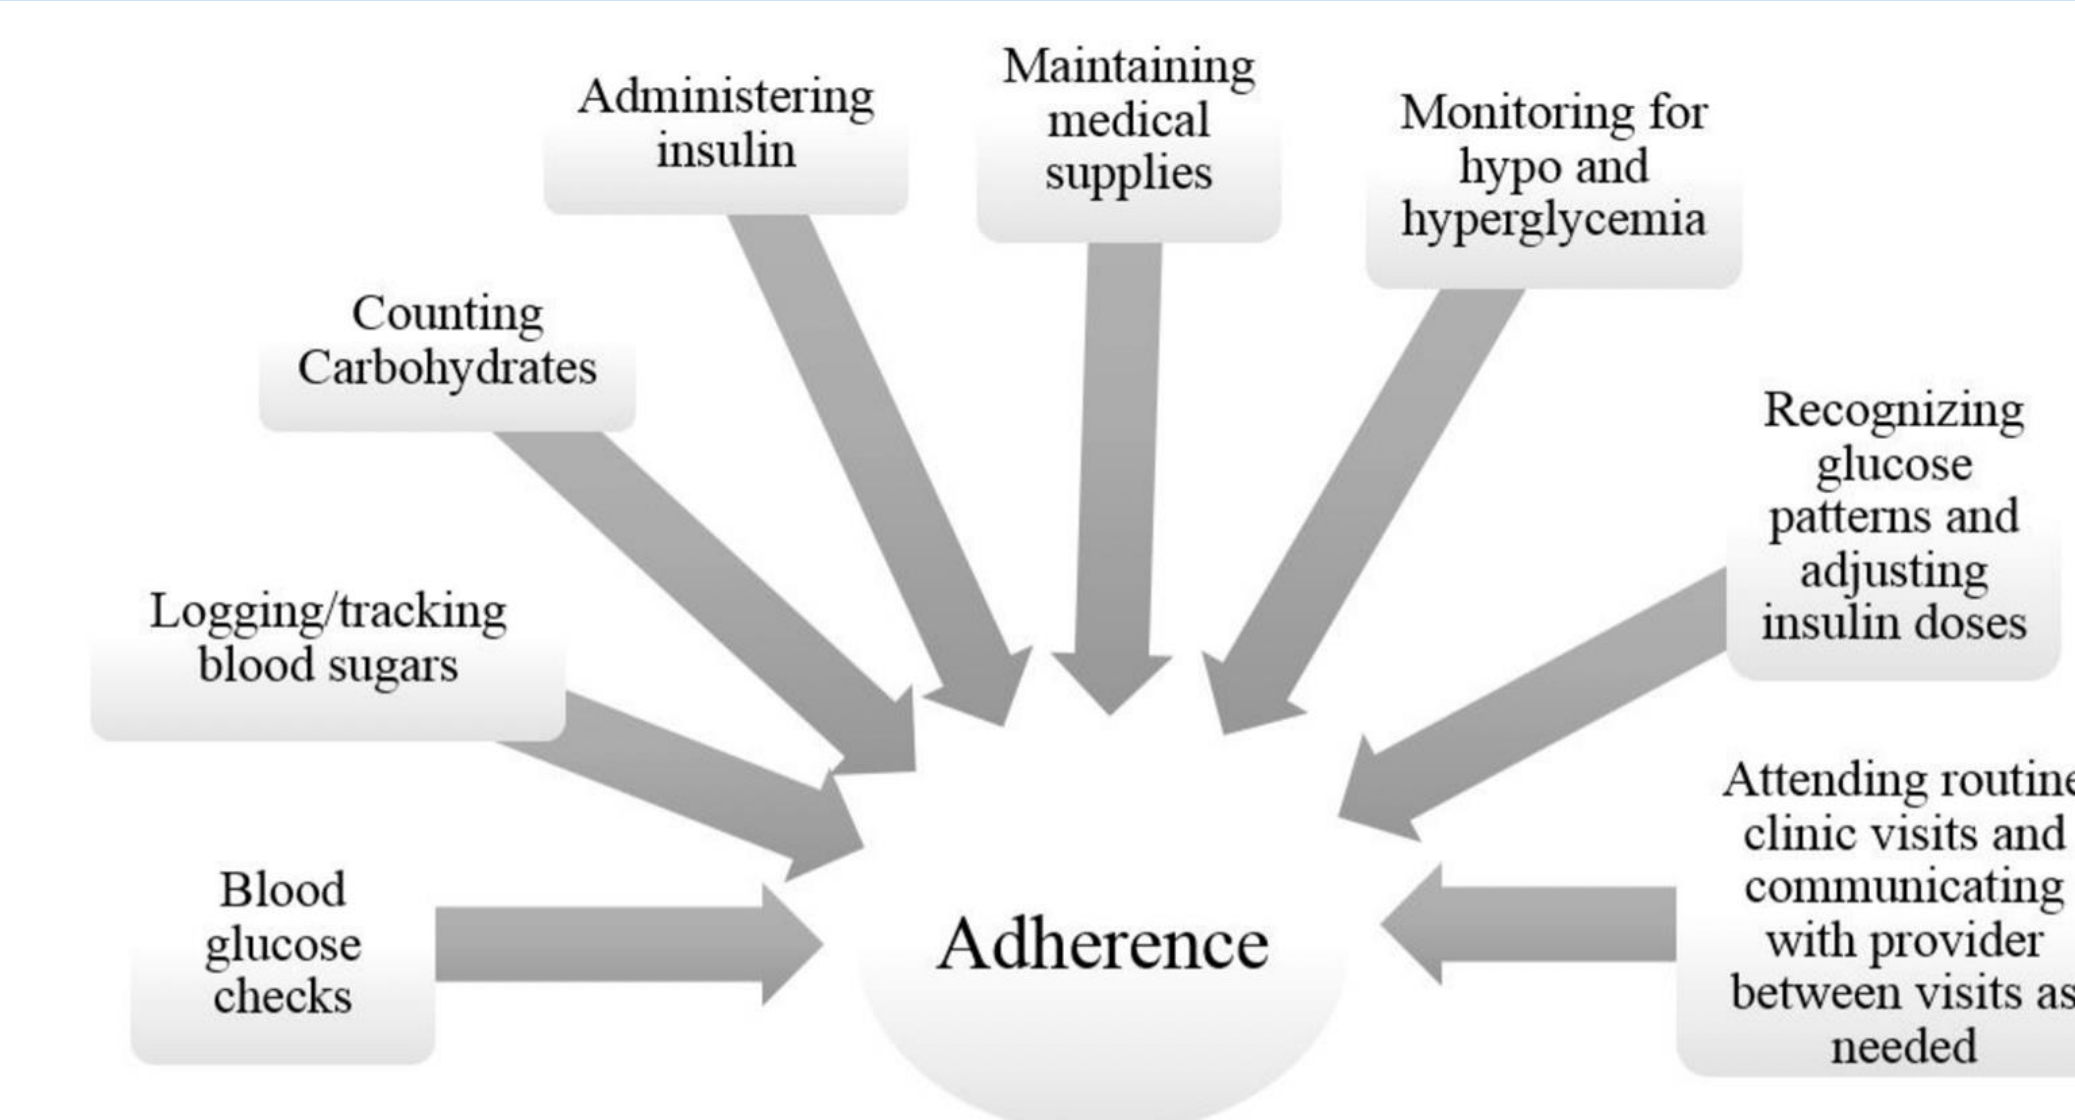 Maintaining
medical
supplies
Administering
insulin
Monitoring for
hypo and
hyperglycemia
Counting
Carbohydrates
Recognizing
glucose
patterns and
adjusting
insulin doses
Logging/tracking
blood sugars
Attending routine
clinic visits and
communicating
with provider
between visits as
needed
Blood
glucose
checks
Adherence